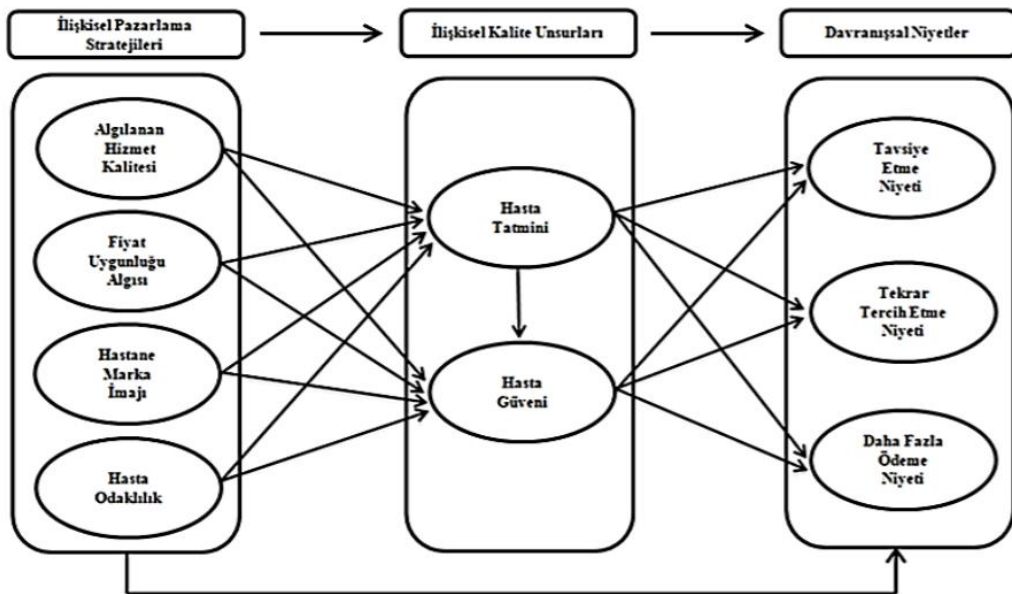 İlişkisel Pazarlama
Stratejileri
İlişkisel Kalite Unsurları
Davranışsal Niyetler
Algılanan
Hizmet
Kalitesi
Fiyat
Uygunluğu
Algısı
Hastane
Marka
İmajı
Hasta
Odaklılık
Hasta
Tatmini
Hasta
Güveni
Tavsiye
Etme
Niyeti
Tekrar
Tercih Etme
Niyeti
Daha Fazla
Ödeme
Niyeti